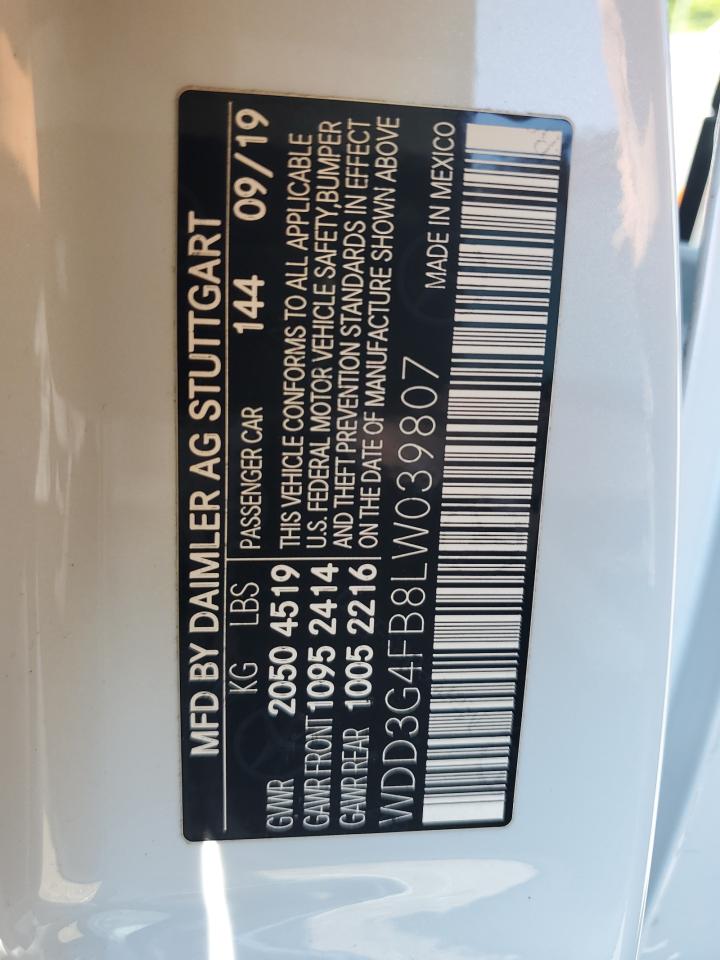 MFD BY DAIMLER AG STUTTGART
KG LBS PASSENGER CAR 144 09/19
GVWR 2050 4519 THIS VEHICLE CONFORMS TO ALL APPLICABLE
GAWR FRONT 1095 2414 U.S. FEDERAL MOTOR VEHICLE SAFETY,BUMPER
GAWR REAR 1005 2216 AND THEFT PREVENTION STANDARDS IN EFFECT
ON THE DATE OF MANUFACTURE SHOWN ABOVE
WDD3G4FB8LW039807 MADE IN MEXICO